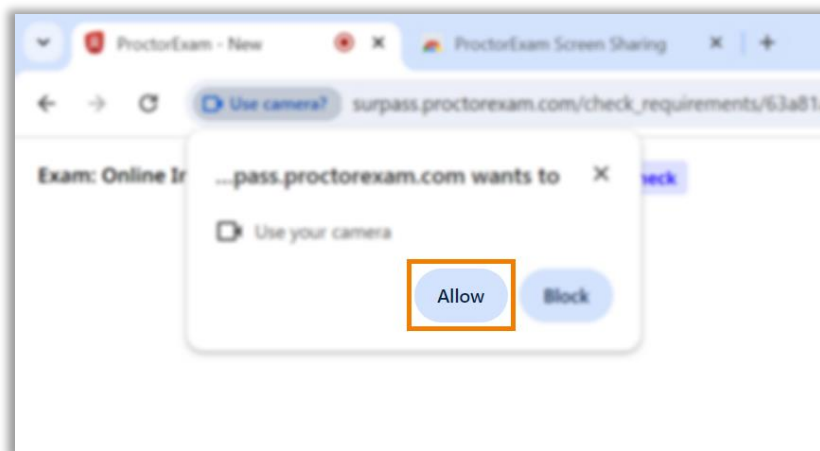 ProctorExam - New
ProctorExam Screen Sharing
Use camera?
surpass.proctorexam.com/check_requirements/63a81
Exam: Online
...pass.proctorexam.com wants to
Use your camera
Allow
Block